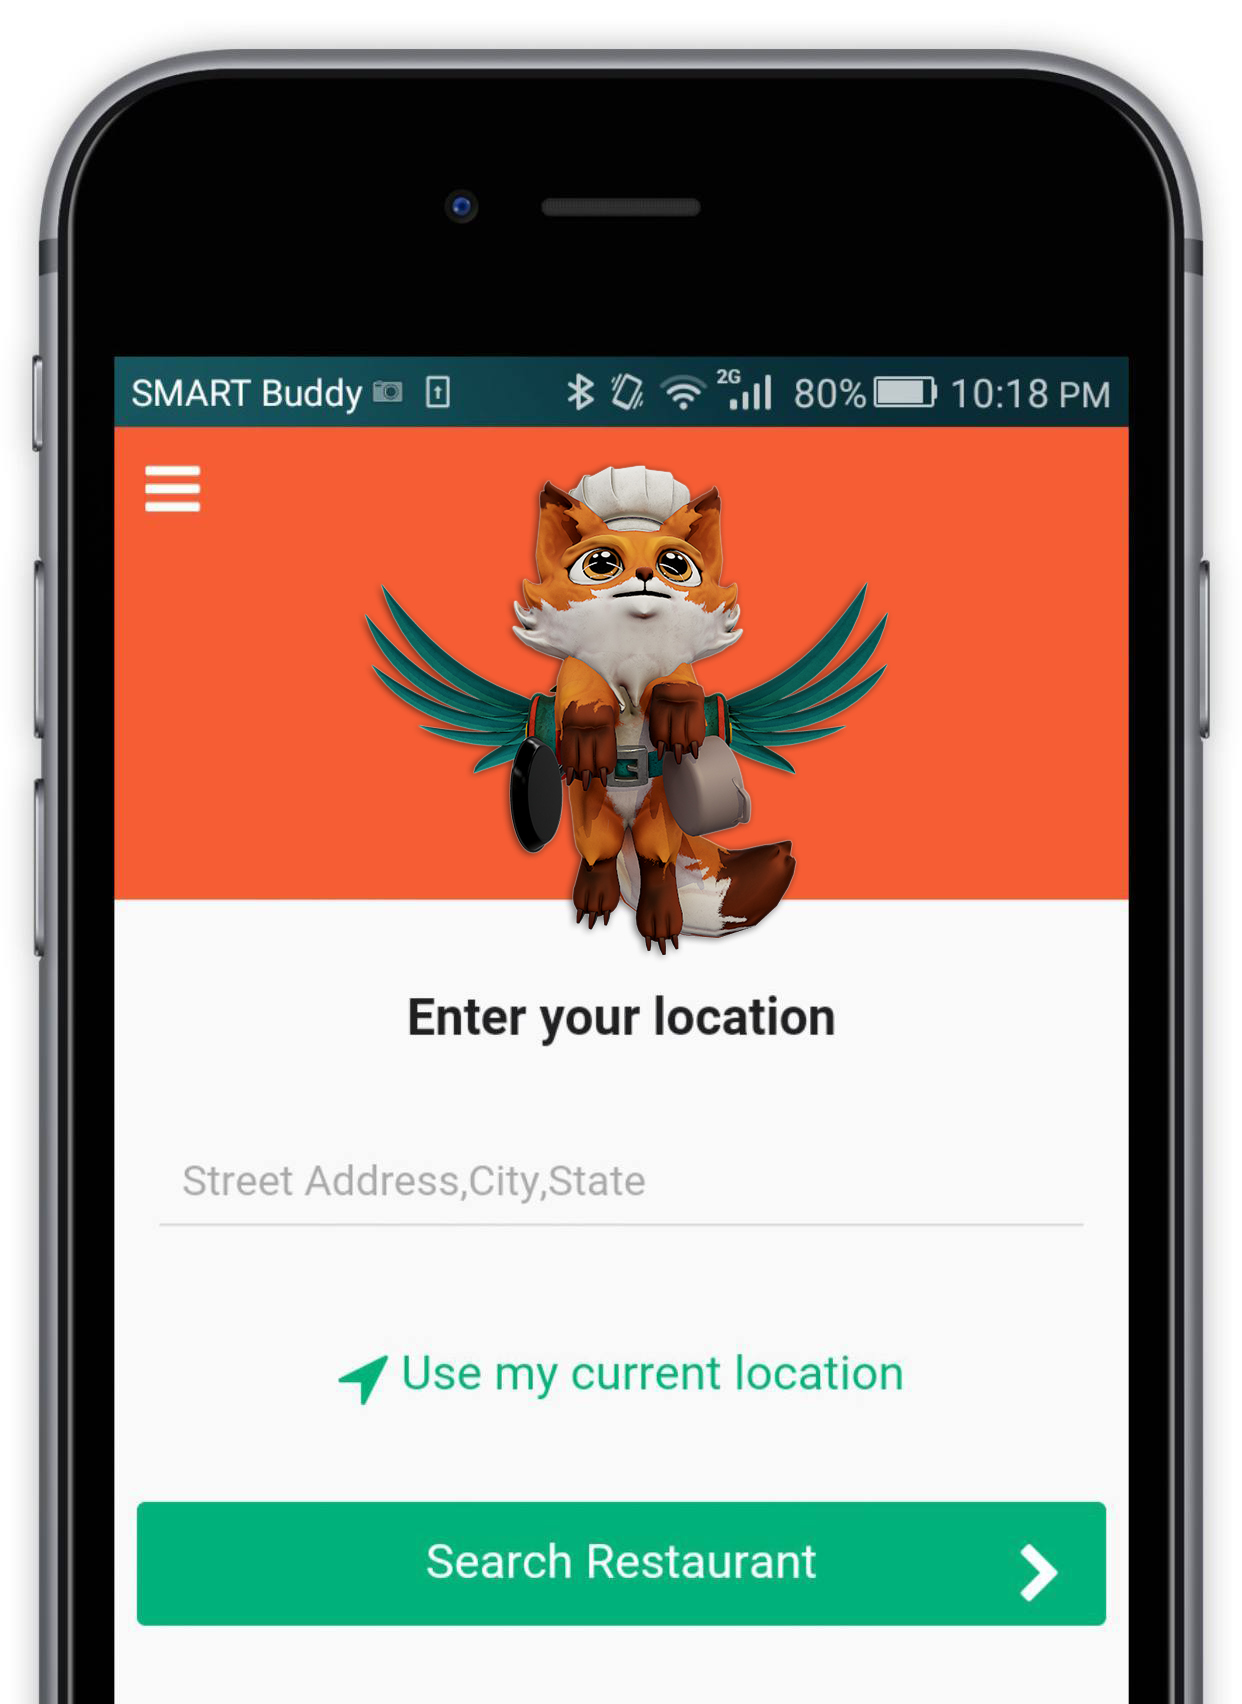 SMART Buddy 2G 80% 10:18 PM
Enter your location
Street Address,City,State
Use my current location
Search Restaurant